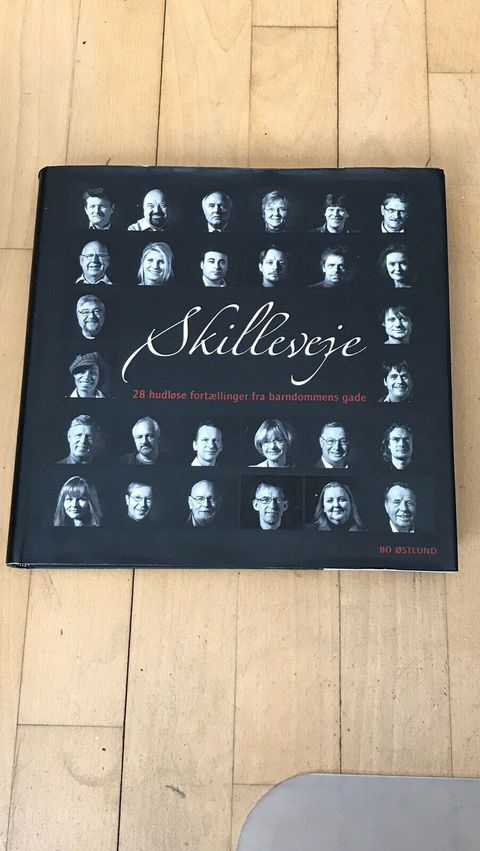 Skilleveje
28 hudløse fortællinger fra barndommens gade
BO ØSTLUND